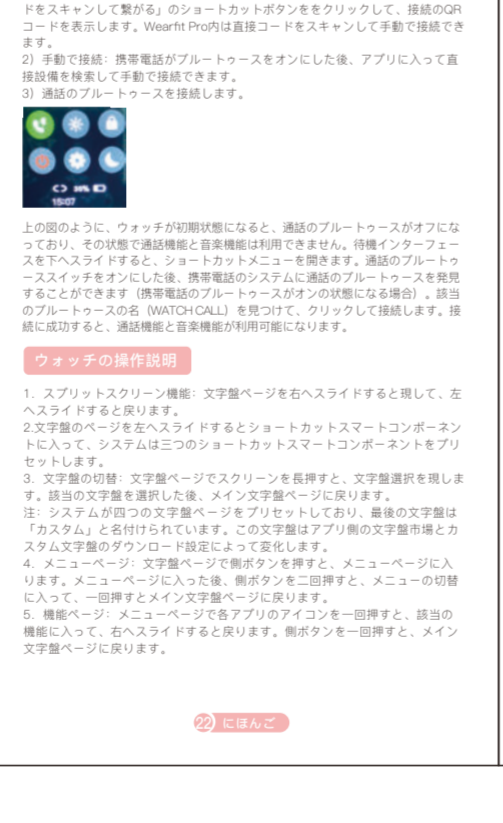 ドをスキャンして繋がる」のショートカットボタンををクリックして、接続のQR
コードを表示します。Wearfit Pro内は直接コードをスキャンして手動で接続でき
ます。
2）手動で接続：携帯電話がブルートゥースをオンにした後、アプリに入って直
接設備を検索して手動で接続できます。
3）通話のブルートゥースを接続します。
30%
15:07
上の図のように、ウォッチが初期状態になると、通話のブルートゥースがオフにな
っており、その状態で通話機能と音楽機能は利用できません。待機インターフェー
スを下へスライドすると、ショートカットメニューを開きます。通話のブルートゥ
ーススイッチをオンにした後、携帯電話のシステムに通話のブルートゥースを発見
することができます（携帯電話のブルートゥースがオンの状態になる場合）。該当
のブルートゥースの名（WATCH CALL）を見つけて、クリックして接続します。接
続に成功すると、通話機能と音楽機能が利用可能になります。
ウォッチの操作説明
1．スプリットスクリーン機能：文字盤ページを右へスライドすると現して、左
へスライドすると戻ります。
2.文字盤のページを左へスライドするとショートカットスマートコンポーネン
トに入って、システムは三つのショートカットスマートコンポーネントをプリ
セットします。
3．文字盤の切替：文字盤ページでスクリーンを長押すと、文字盤選択を現しま
す。該当の文字盤を選択した後、メイン文字盤ページに戻ります。
注：システムが四つの文字盤ページをプリセットしており、最後の文字盤は
「カスタム」と名付けられています。この文字盤はアプリ側の文字盤市場とカ
スタム文字盤のダウンロード設定によって変化します。
4．メニューページ：文字盤ページで側ボタンを押すと、メニューページに入
ります。メニューページに入った後、側ボタンを二回押すと、メニューの切替
に入って、一回押すとメイン文字盤ページに戻ります。
5．機能ページ：メニューページで各アプリのアイコンを一回押すと、該当の
機能に入って、右へスライドすると戻ります。側ボタンを一回押すと、メイン
文字盤ページに戻ります。
22 にほんご